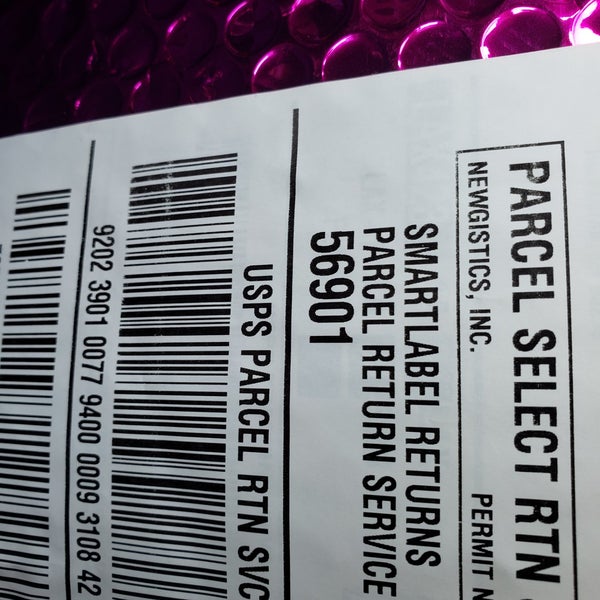 PARCEL SELECT RTN
NEWGISTICS, INC.
PERMIT N
SMARTLABEL RETURNS
PARCEL RETURN SERVICE
56901
USPS PARCEL RTN SVC
9202 3901 0077 9400 0009 3108 42